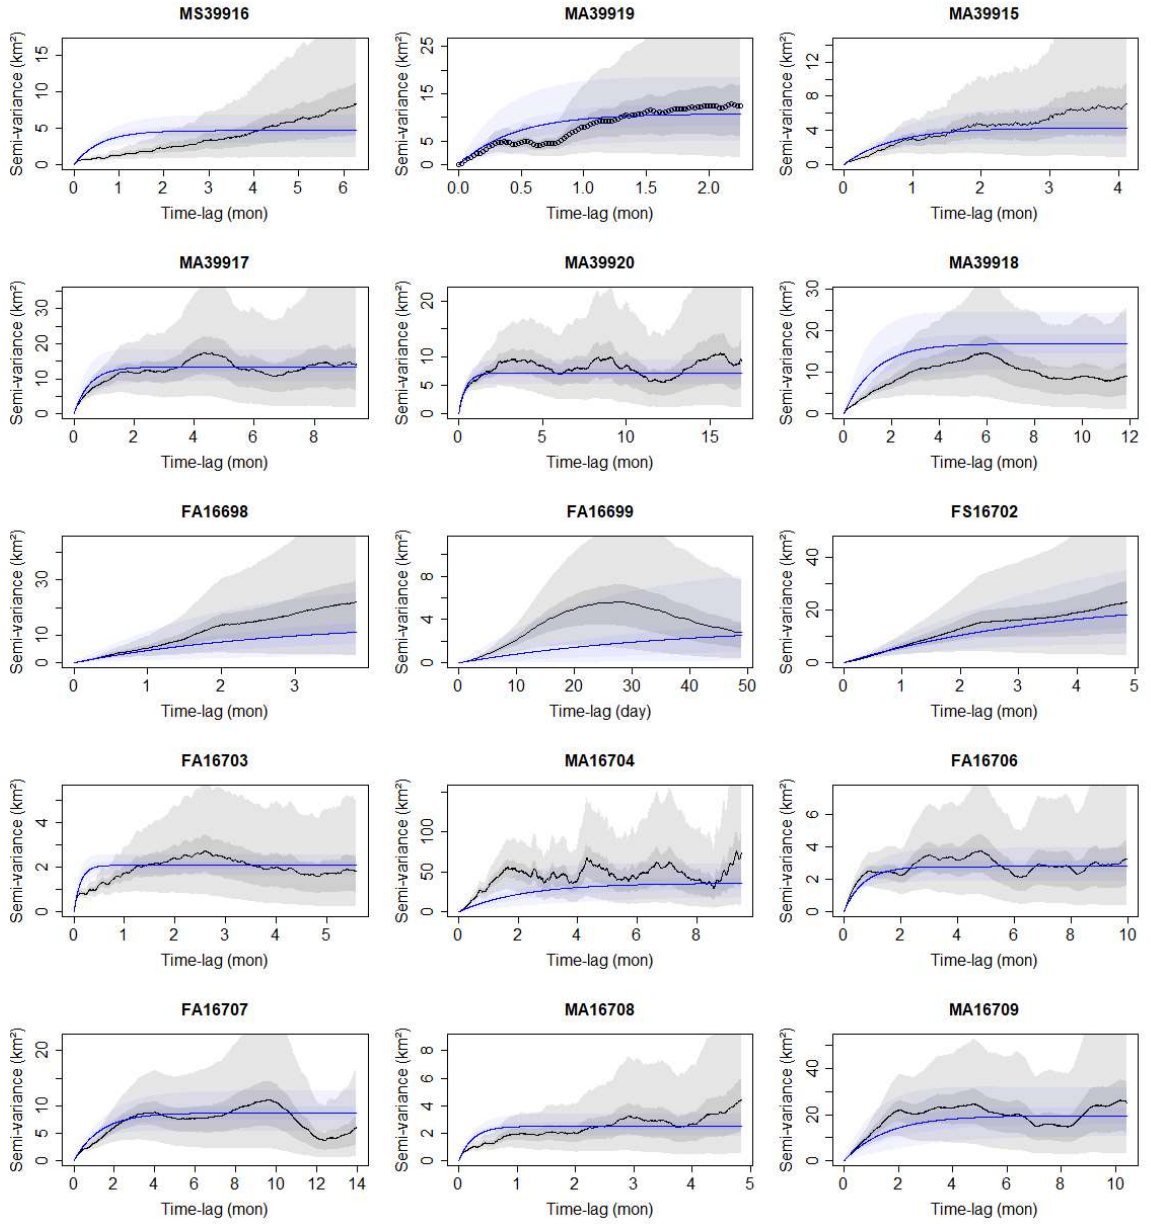 MS39916 MA39919 MA39915
Semi-variance (km²) 0 5 10 15 Semi-variance (km²) 0 5 10 15 25 Semi-variance (km²) 0 4 8 12
0 1 2 3 4 5 6 0.0 0.5 1.0 1.5 2.0 0 1 2 3 4
Time-lag (mon) Time-lag (mon) Time-lag (mon)
MA39917 MA39920 MA39918
Semi-variance (km²) 0 10 20 30 Semi-variance (km²) 0 5 10 20 Semi-variance (km²) 0 10 20 30
0 2 4 6 8 0 5 10 15 0 2 4 6 8 10 12
Time-lag (mon) Time-lag (mon) Time-lag (mon)
FA16698 FA16699 FS16702
Semi-variance (km²) 0 10 30 Semi-variance (km²) 0 4 8 Semi-variance (km²) 0 20 40
0 1 2 3 0 10 20 30 40 50 0 1 2 3 4 5
Time-lag (mon) Time-lag (day) Time-lag (mon)
FA16703 MA16704 FA16706
Semi-variance (km²) 0 2 4 Semi-variance (km²) 0 50 100 Semi-variance (km²) 0 2 4 6
0 1 2 3 4 5 0 2 4 6 8 0 2 4 6 8 10
Time-lag (mon) Time-lag (mon) Time-lag (mon)
FA16707 MA16708 MA16709
Semi-variance (km²) 0 5 10 20 Semi-variance (km²) 0 2 4 6 8 Semi-variance (km²) 0 20 40
0 2 4 6 8 10 12 14 0 1 2 3 4 5 0 2 4 6 8 10
Time-lag (mon) Time-lag (mon) Time-lag (mon)